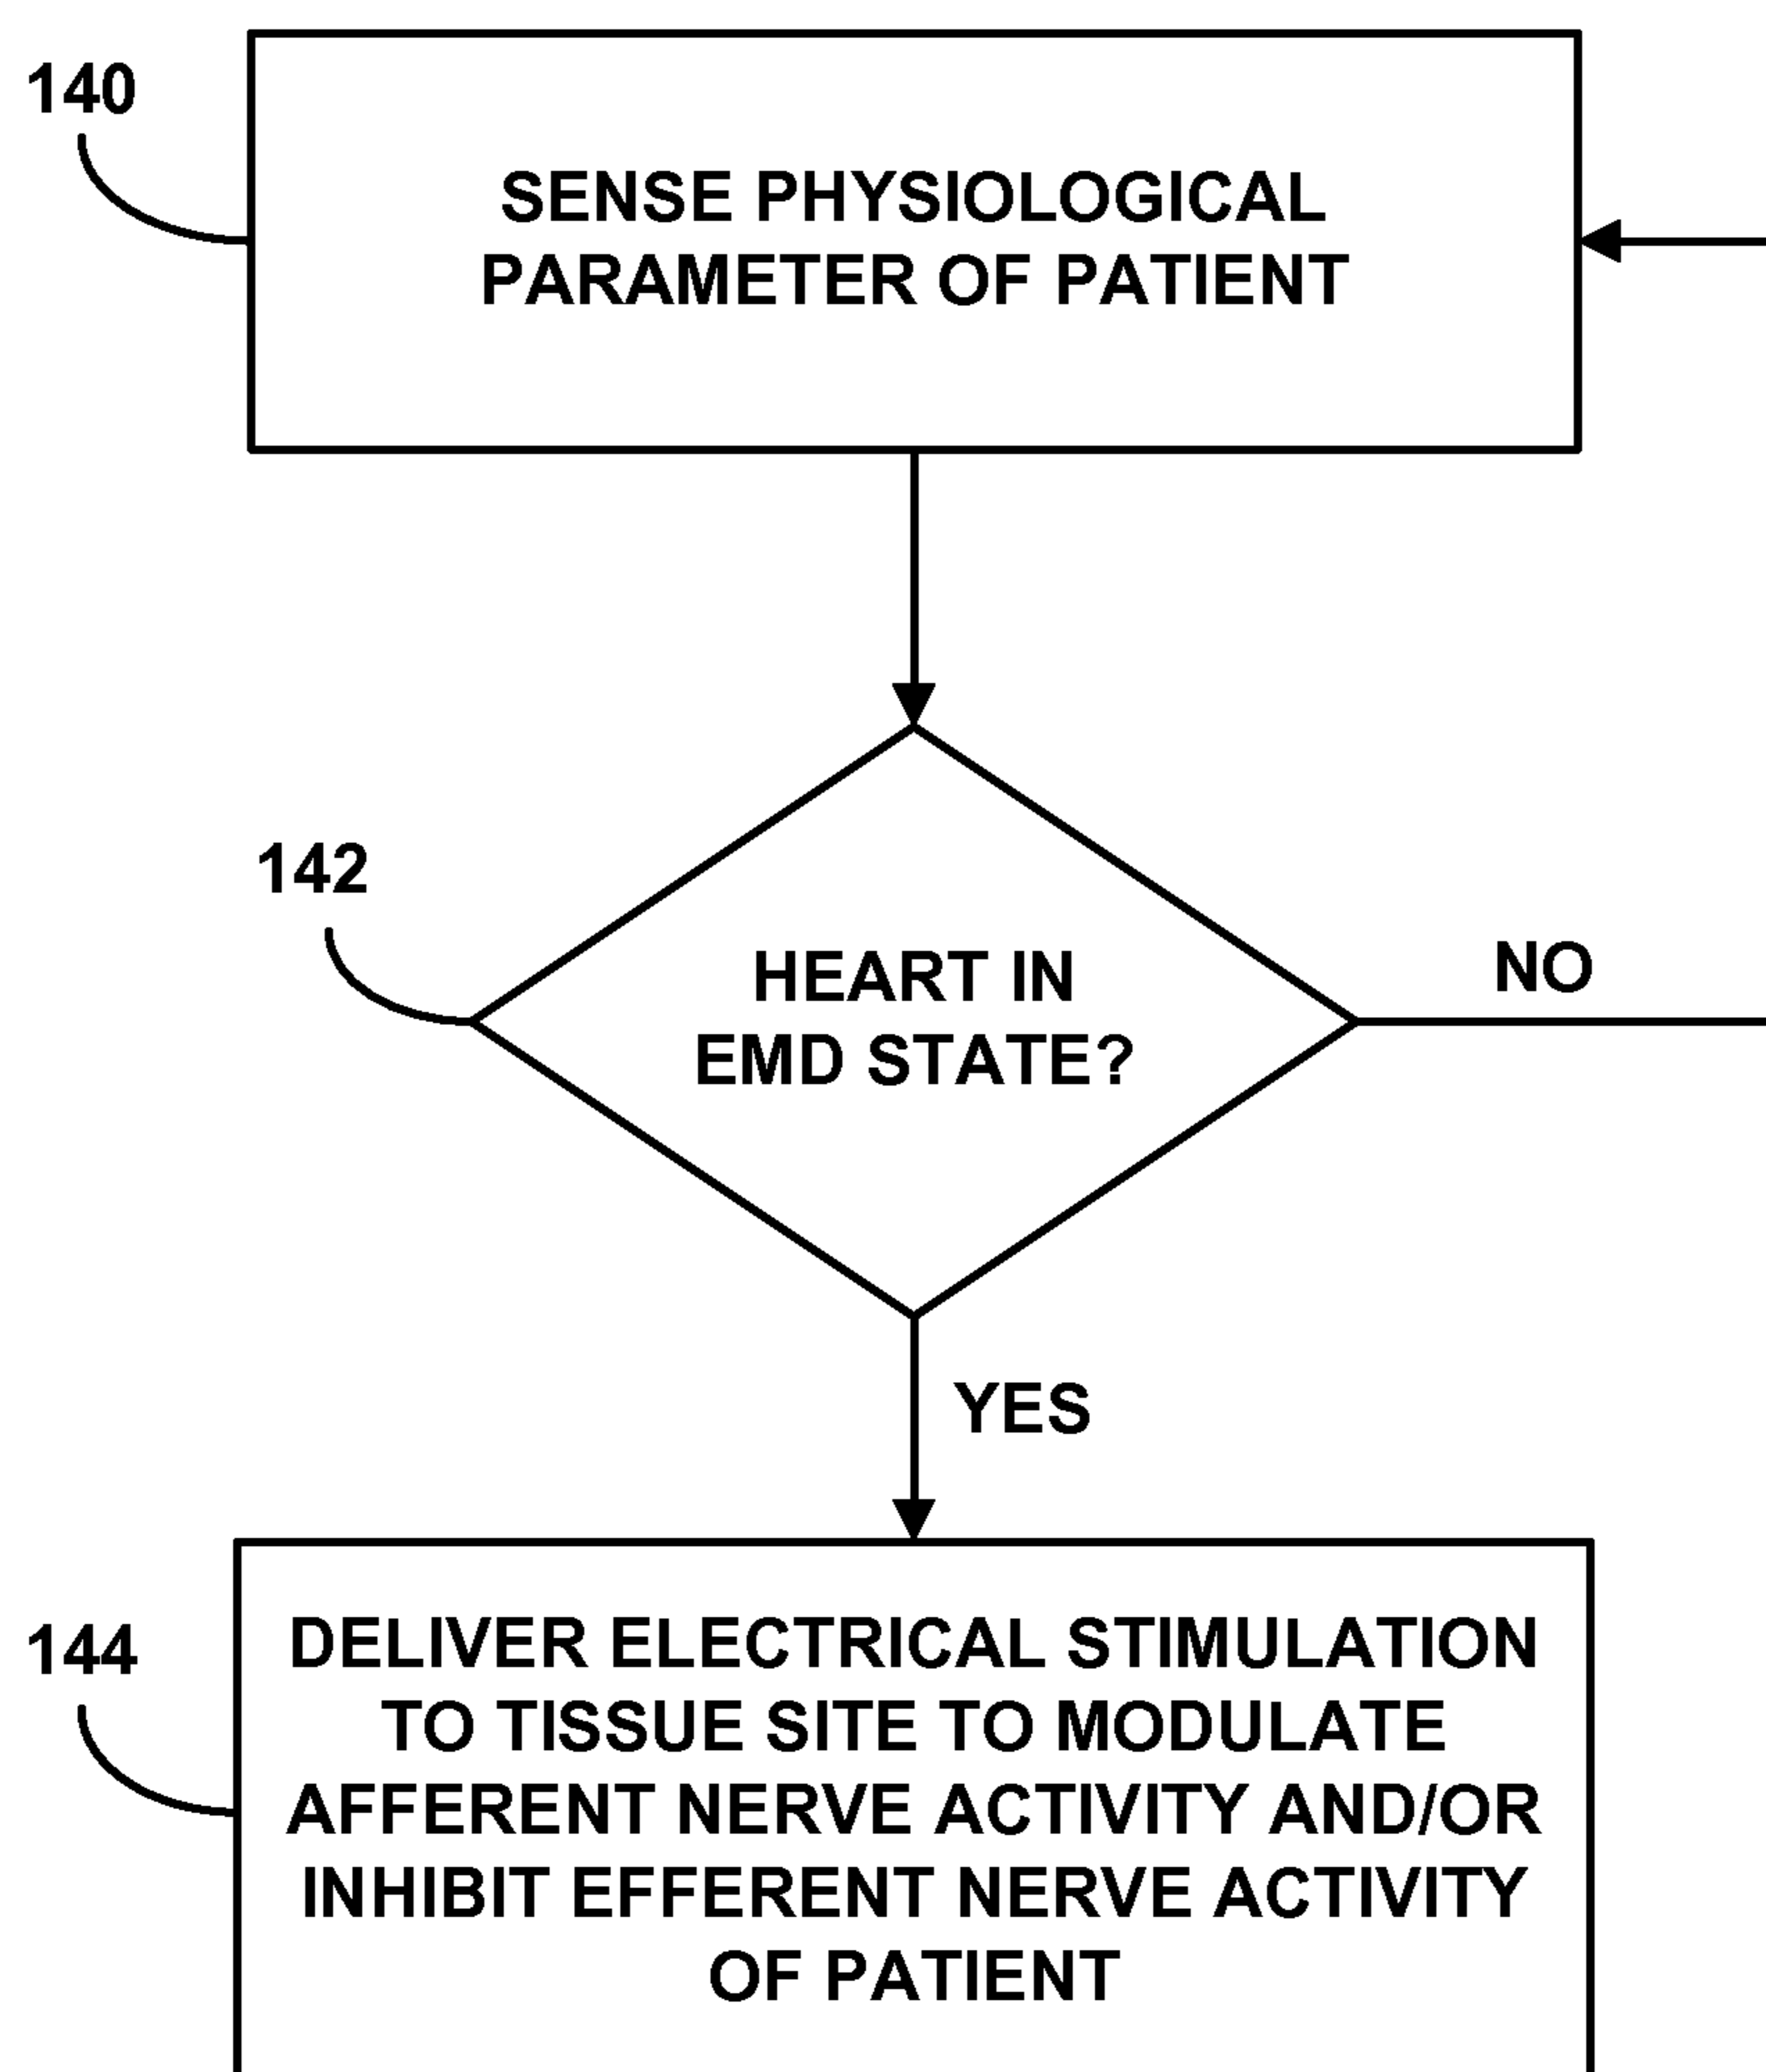 140
SENSE PHYSIOLOGICAL
PARAMETER OF PATIENT
142
HEART IN
EMD STATE?
NO
YES
144
DELIVER ELECTRICAL STIMULATION
TO TISSUE SITE TO MODULATE
AFFERENT NERVE ACTIVITY AND/OR
INHIBIT EFFERENT NERVE ACTIVITY
OF PATIENT